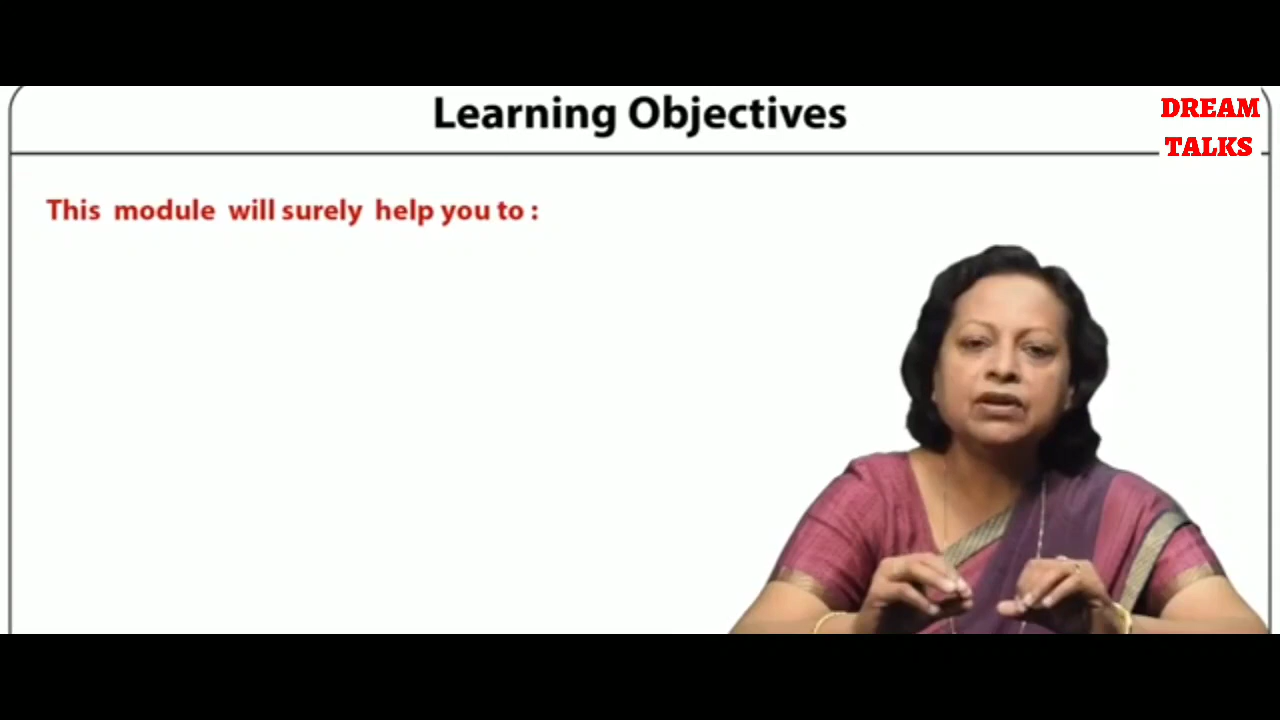 Learning Objectives
DREAM
TALKS
This module will surely help you to :